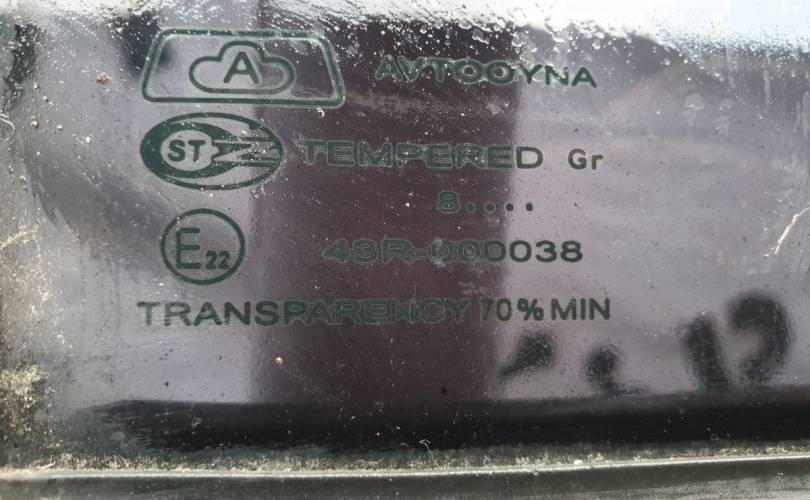 A AVTOOYNA
ST TEMPERED Gr
8....
E22 43R-000038
TRANSPARENCY 70% MIN